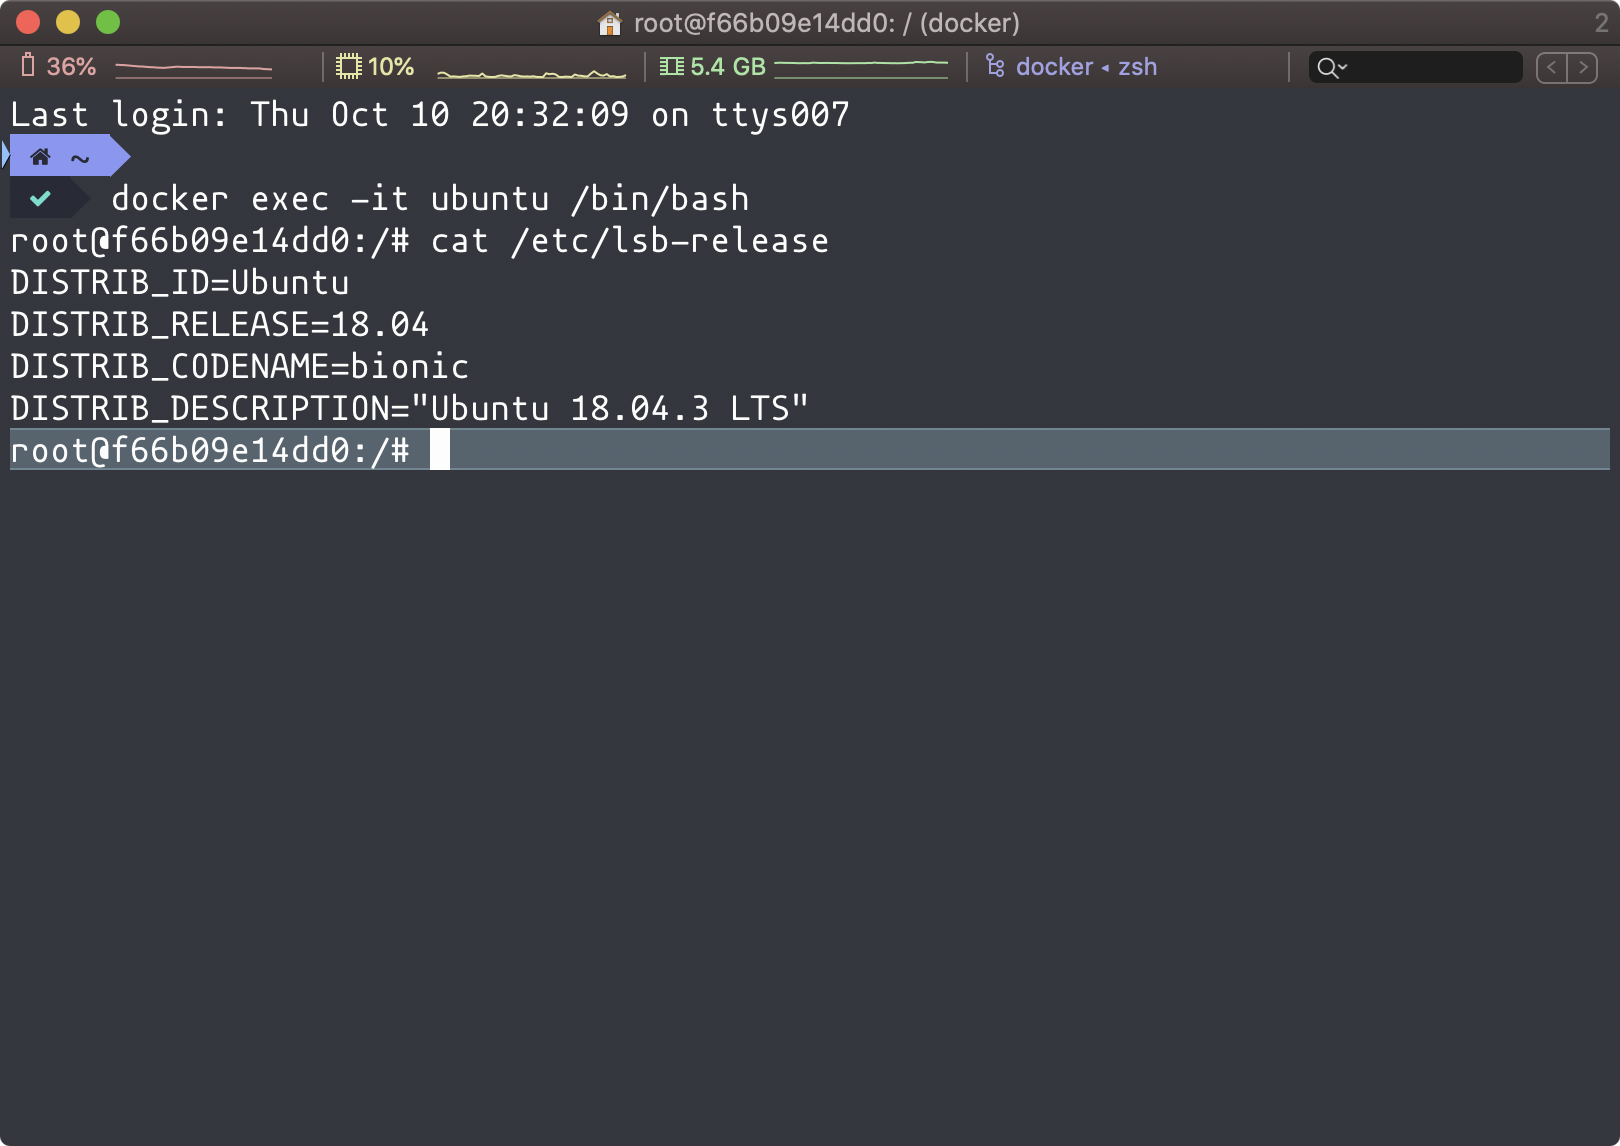 root@f66b09e14dd0: / (docker)
2
36%
10%
5.4 GB
docker ◂ zsh
Last login: Thu Oct 10 20:32:09 on ttys007
~
docker exec -it ubuntu /bin/bash
root@f66b09e14dd0:/# cat /etc/lsb-release
DISTRIB_ID=Ubuntu
DISTRIB_RELEASE=18.04
DISTRIB_CODENAME=bionic
DISTRIB_DESCRIPTION="Ubuntu 18.04.3 LTS"
root@f66b09e14dd0:/#